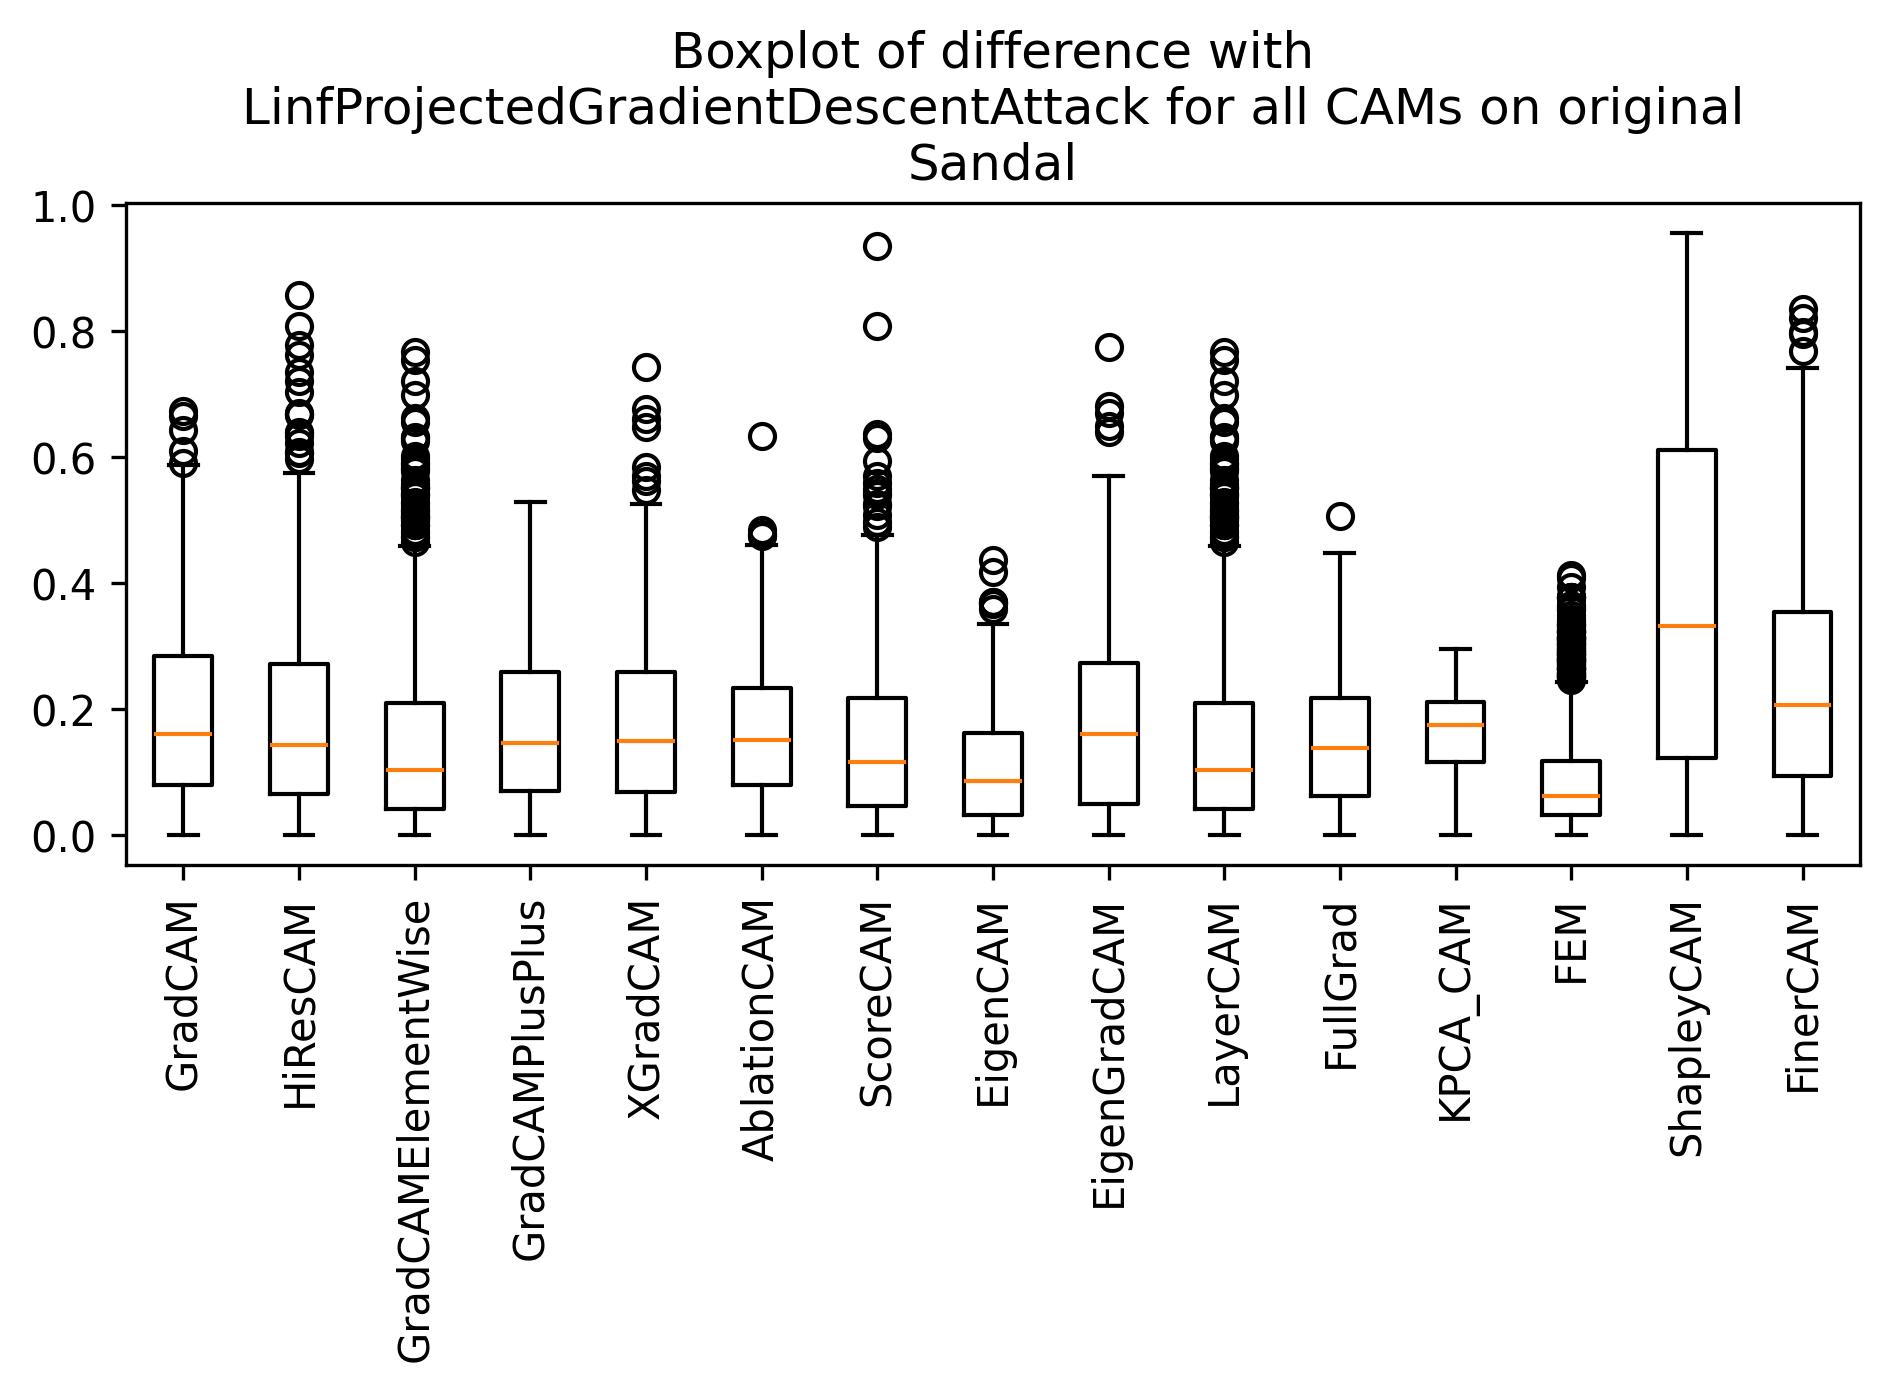 Boxplot of difference with
LinfProjectedGradientDescentAttack for all CAMs on original
Sandal
1.0
0.8
0.6
0.4
0.2
0.0
GradCAM
HiResCAM
GradCAMElementWise
GradCAMPlusPlus
XGradCAM
AblationCAM
ScoreCAM
EigenCAM
EigenGradCAM
LayerCAM
FullGrad
KPCA_CAM
FEM
ShapleyCAM
FinerCAM